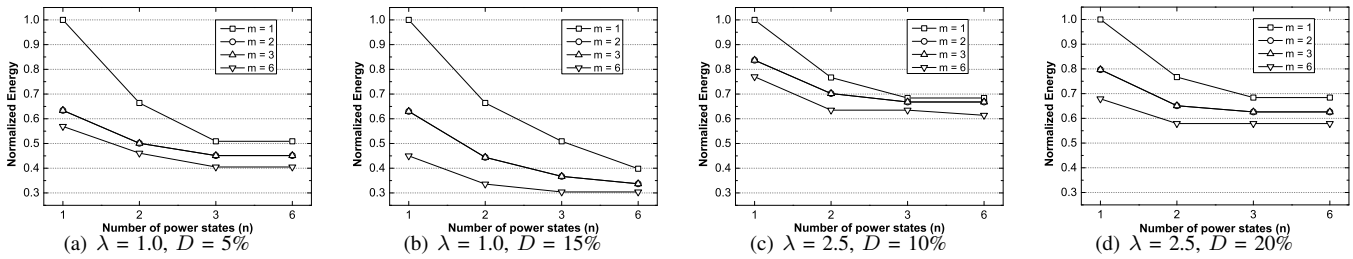 Normalized Energy
1.0
0.9
0.8
0.7
0.6
0.5
0.4
0.3
m = 1
m = 2
m = 3
m = 6
1 2 3 6
Number of power states (n)
(a) λ = 1.0, D = 5%
Normalized Energy
1.0
0.9
0.8
0.7
0.6
0.5
0.4
0.3
m = 1
m = 2
m = 3
m = 6
1 2 3 6
Number of power states (n)
(b) λ = 1.0, D = 15%
Normalized Energy
1.0
0.9
0.8
0.7
0.6
0.5
0.4
0.3
m = 1
m = 2
m = 3
m = 6
1 2 3 6
Number of power states (n)
(c) λ = 2.5, D = 10%
Normalized Energy
1.0
0.9
0.8
0.7
0.6
0.5
0.4
0.3
m = 1
m = 2
m = 3
m = 6
1 2 3 6
Number of power states (n)
(d) λ = 2.5, D = 20%